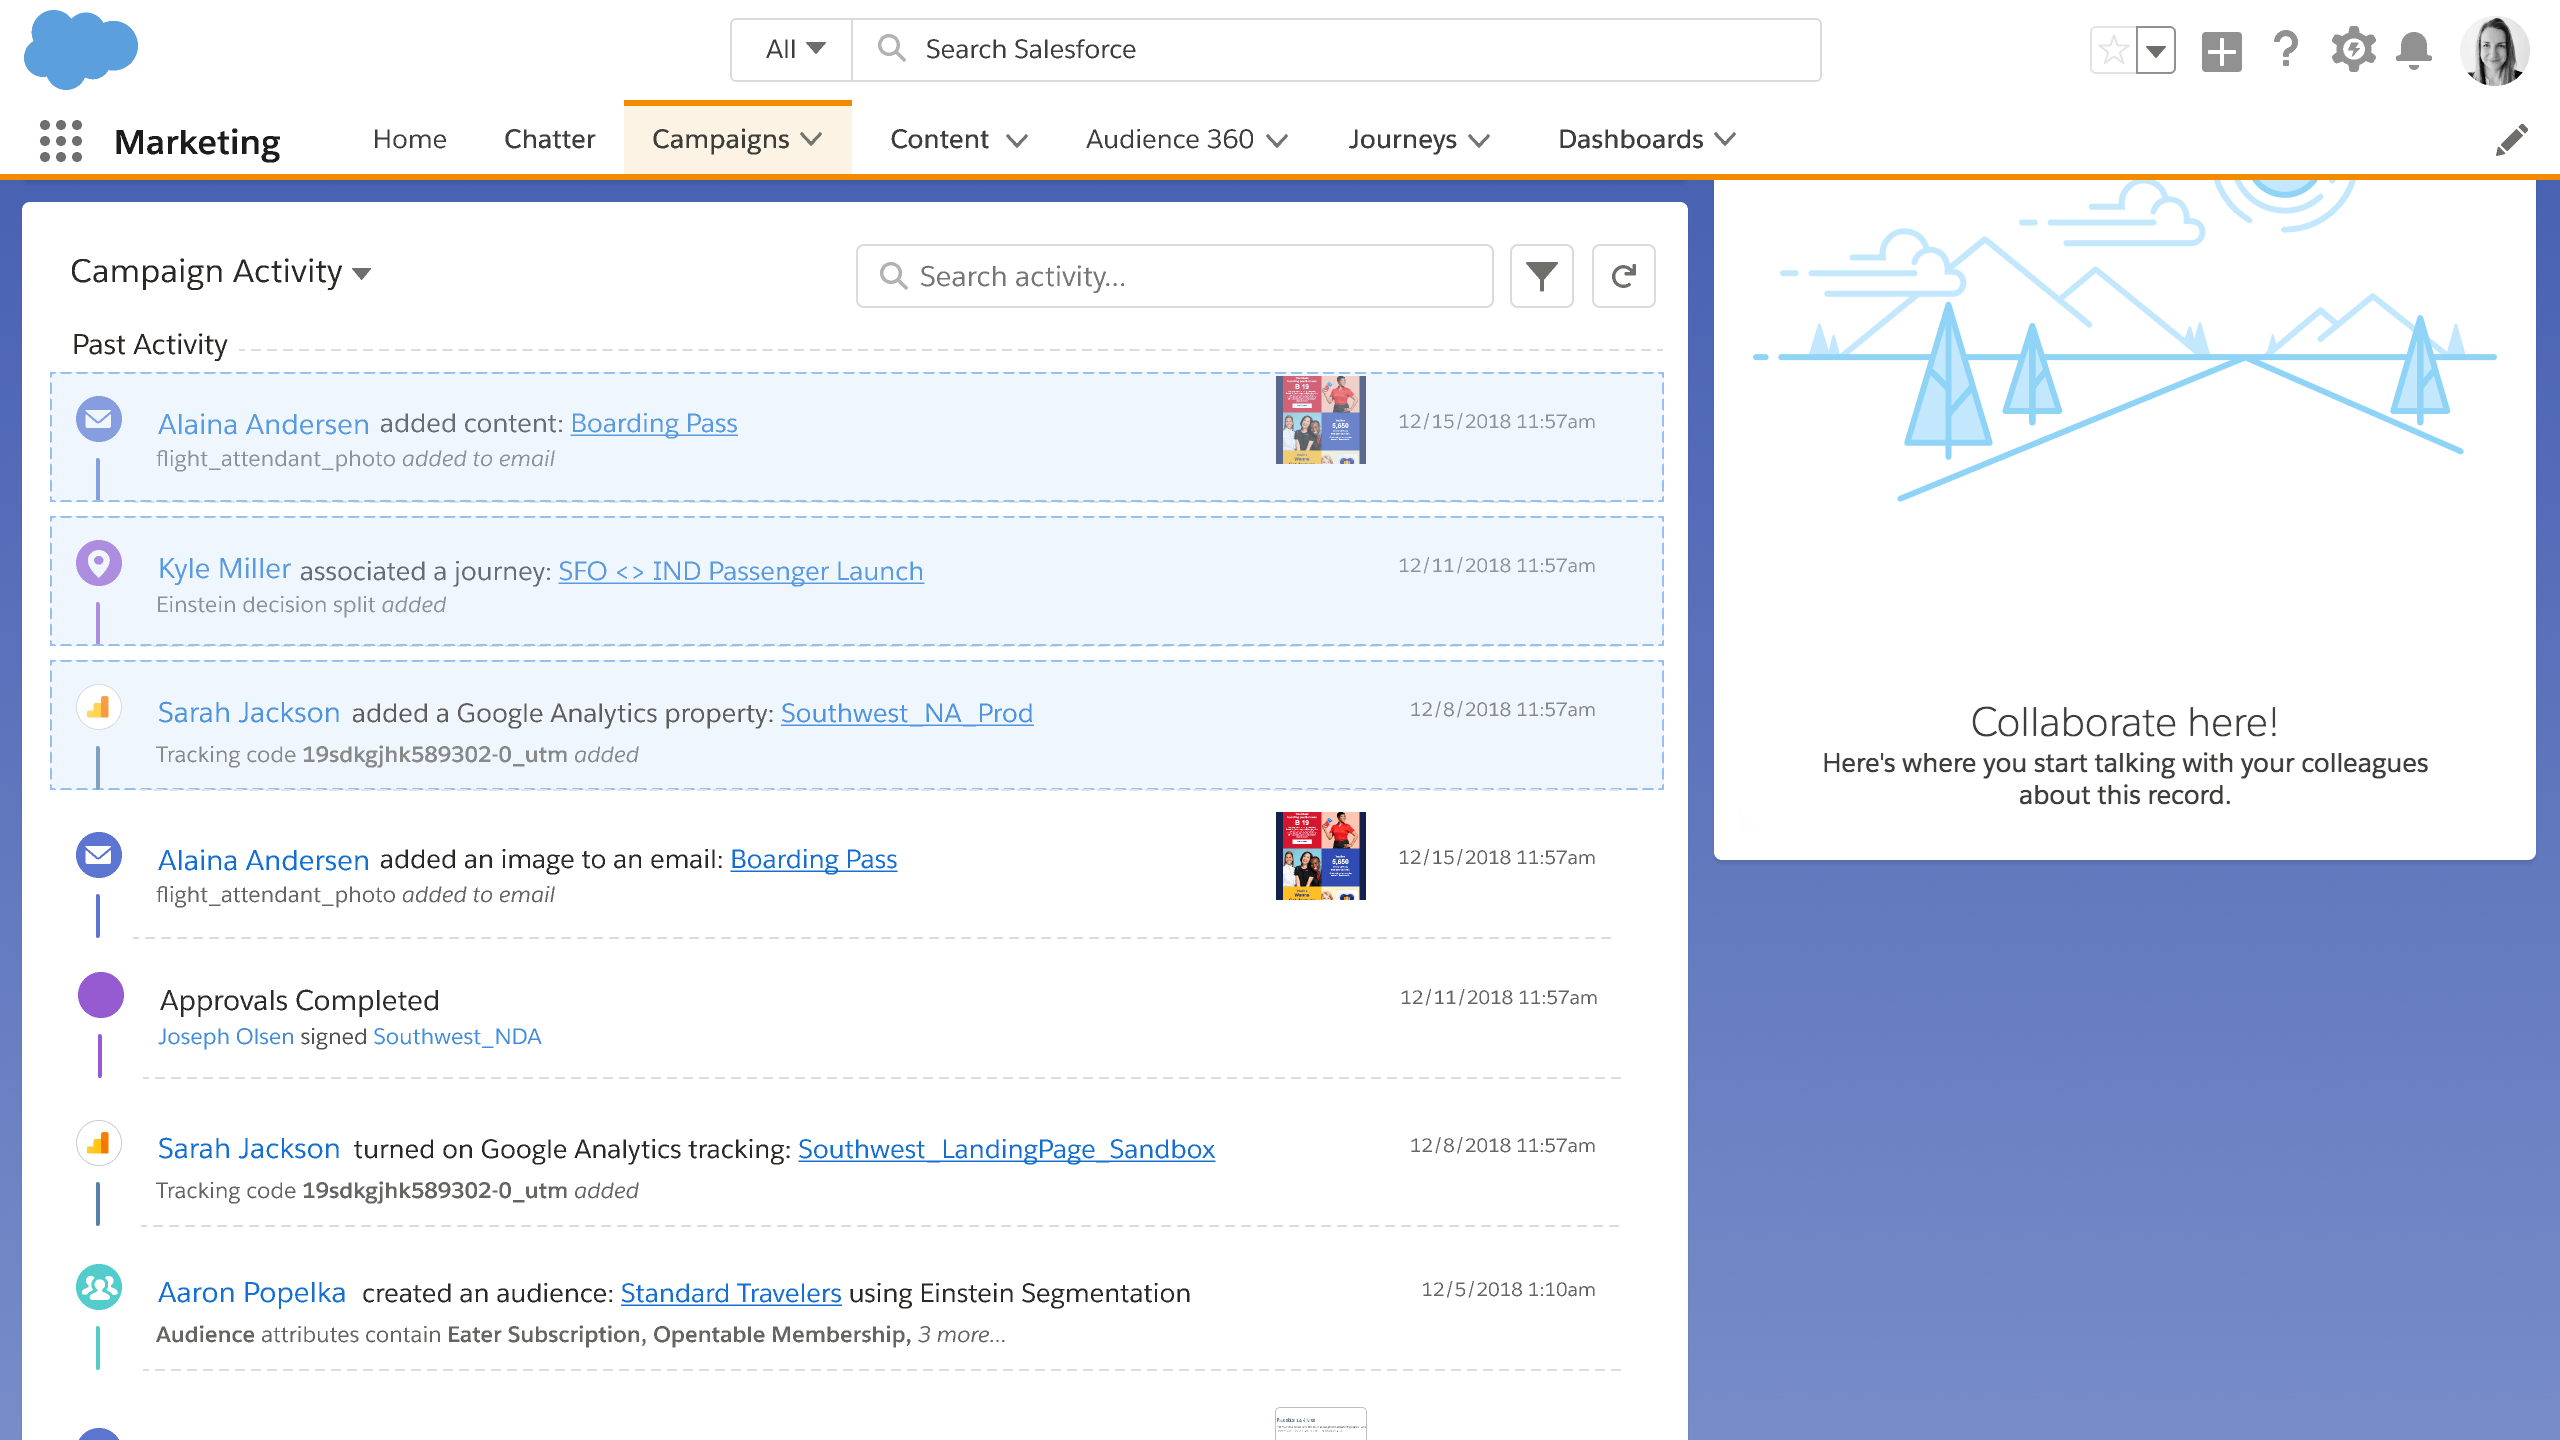 All
Search Salesforce
Marketing
Home
Chatter
Campaigns
Content
Audience 360
Journeys
Dashboards
Campaign Activity
Search activity...
Past Activity
Alaina Andersen added content: Boarding Pass
12/15/2018 11:57am
flight_attendant_photo added to email
B 19
5,650
Kyle Miller associated a journey: SFO <> IND Passenger Launch
12/11/2018 11:57am
Einstein decision split added
Sarah Jackson added a Google Analytics property: Southwest_NA_Prod
12/8/2018 11:57am
Tracking code 19sdkgjhk589302-0_utm added
Alaina Andersen added an image to an email: Boarding Pass
12/15/2018 11:57am
flight_attendant_photo added to email
B 19
5,650
Approvals Completed
12/11/2018 11:57am
Joseph Olsen signed Southwest_NDA
Sarah Jackson turned on Google Analytics tracking: Southwest_LandingPage_Sandbox
12/8/2018 11:57am
Tracking code 19sdkgjhk589302-0_utm added
Aaron Popelka created an audience: Standard Travelers using Einstein Segmentation
12/5/2018 1:10am
Audience attributes contain Eater Subscription, Opentable Membership, 3 more...
Collaborate here!
Here's where you start talking with your colleagues
about this record.